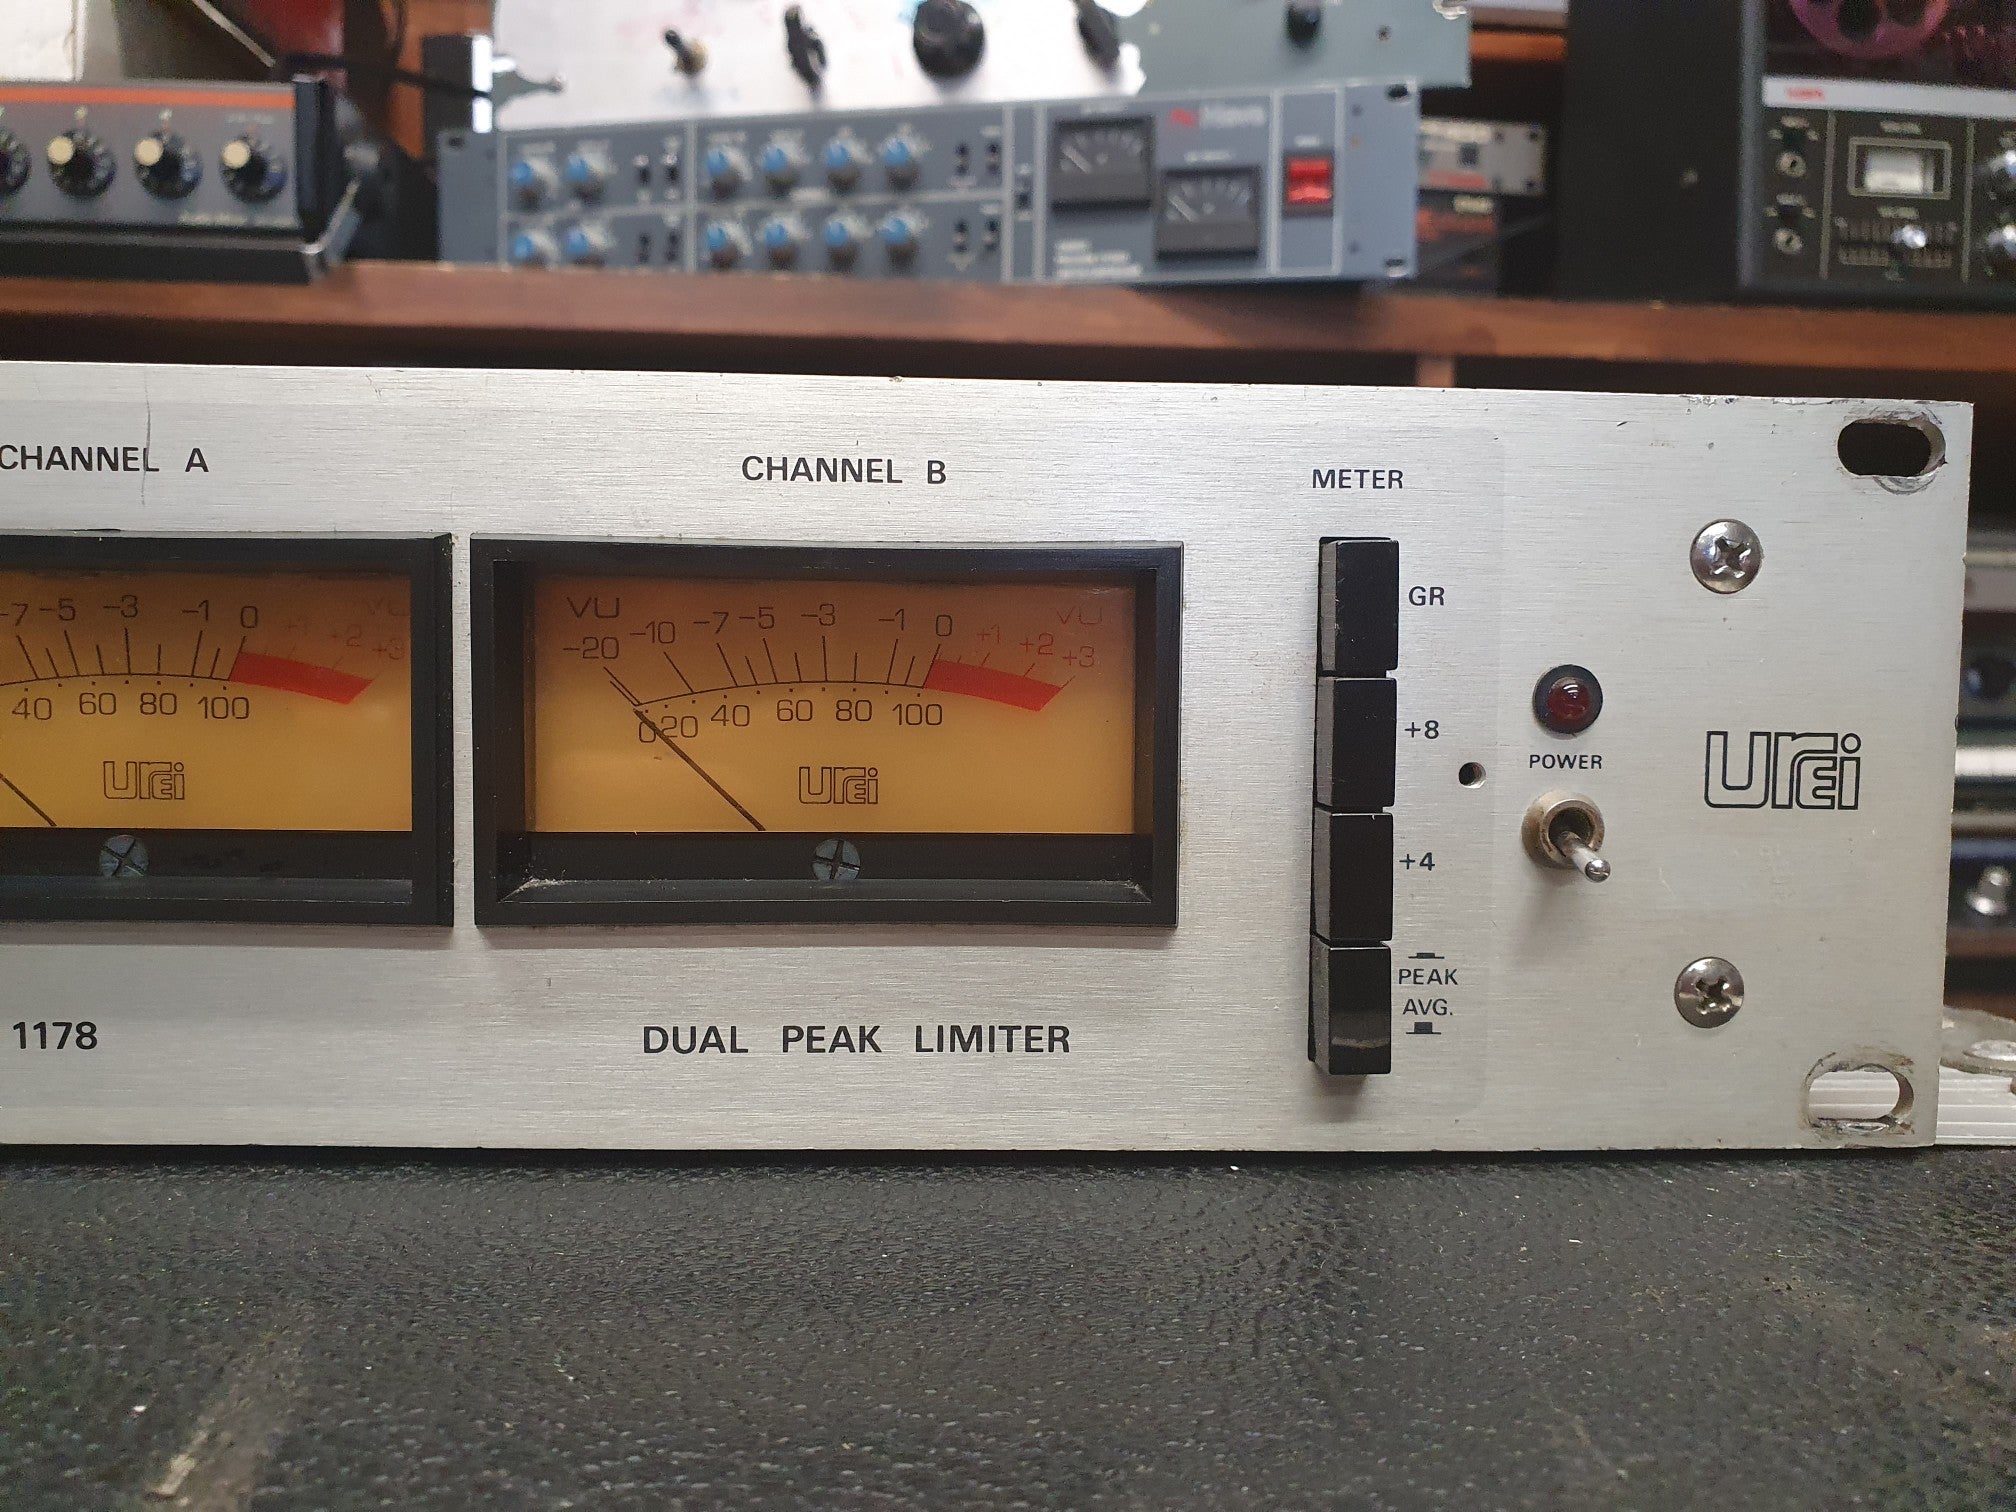 CHANNEL A
CHANNEL B
METER
-7 -5 -3 -1 0 +1 +2 +3
VU
40 60 80 100
urei
VU VU
-20 -10 -7 -5 -3 -1 0 +1 +2 +3
0 20 40 60 80 100
urei
GR
+8
+4
PEAK
AVG.
POWER
urei
1178
DUAL PEAK LIMITER